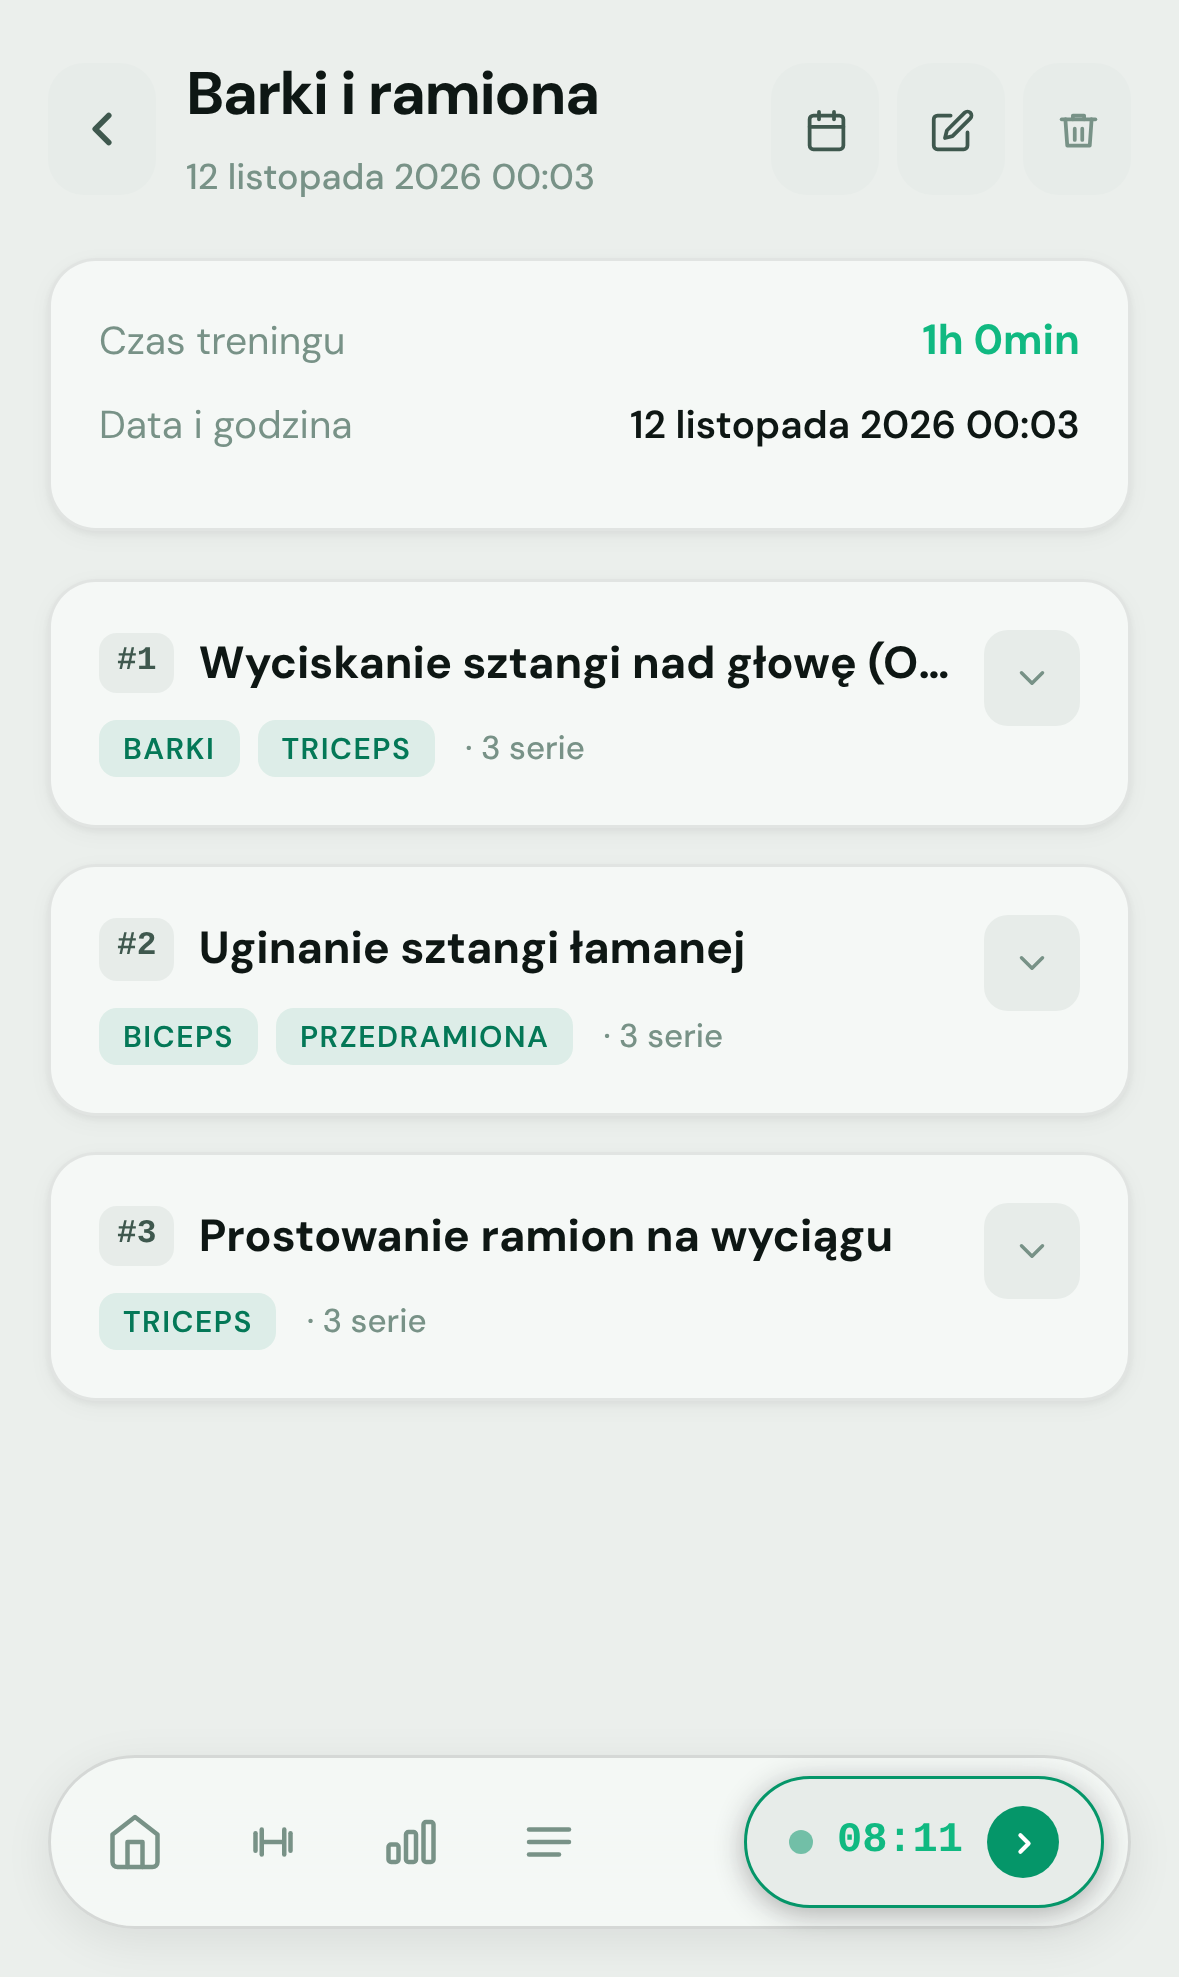 Barki i ramiona
12 listopada 2026 00:03
Czas treningu 1h 0min
Data i godzina 12 listopada 2026 00:03
#1 Wyciskanie sztangi nad głowę (O...
BARKI TRICEPS · 3 serie
#2 Uginanie sztangi łamanej
BICEPS PRZEDRAMIONA · 3 serie
#3 Prostowanie ramion na wyciągu
TRICEPS · 3 serie
08:11